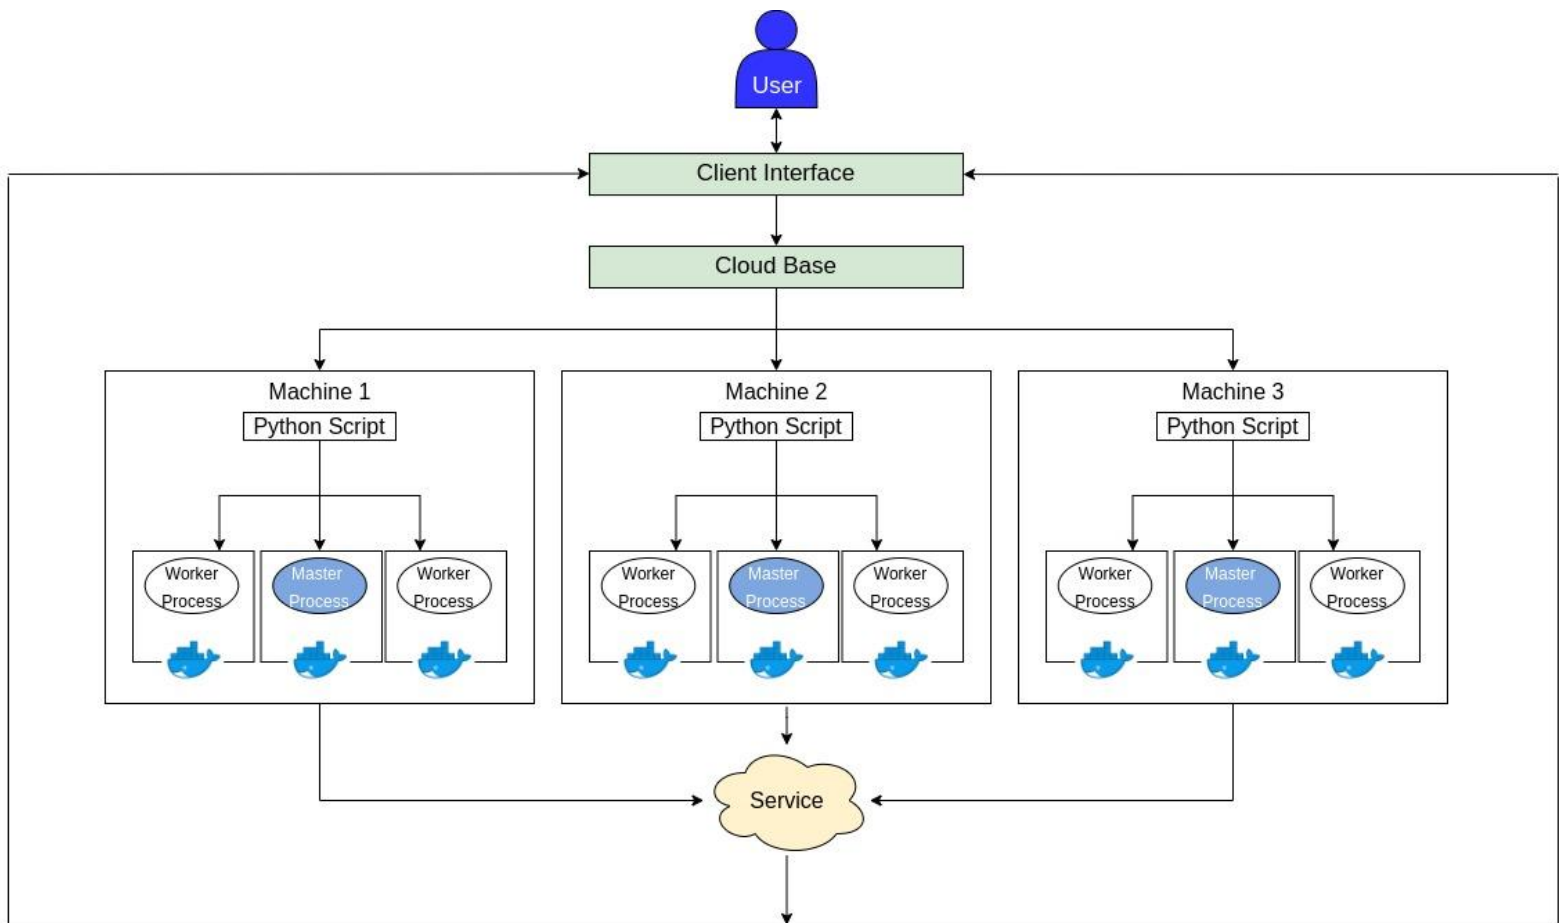 User
Client Interface
Cloud Base
Machine 1
Python Script
Worker
Process
Master
Process
Worker
Process
Machine 2
Python Script
Worker
Process
Master
Process
Worker
Process
Machine 3
Python Script
Worker
Process
Master
Process
Worker
Process
Service